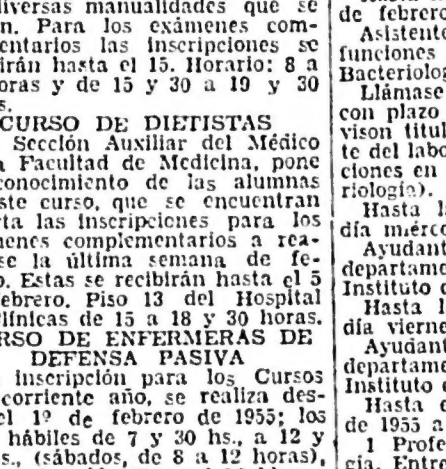 diversas manualidades que se
n. Para los exámenes com-
entarios las inscripciones se
irán hasta el 15. Horario: 8 a
oras y de 15 y 30 a 19 y 30
s.
CURSO DE DIETISTAS
Sección Auxiliar del Médico
a Facultad de Medicina, pone
conocimiento de las alumnas
ste curso, que se encuentran
rta las inscripciones para los
menes complementarios a rea-
se la última semana de fe-
o. Estas se recibirán hasta el 5
ebrero. Piso 13 del Hospital
línicas de 15 a 18 y 30 horas.
RSO DE ENFERMERAS DE
DEFENSA PASIVA
inscripción para los Cursos
corriente año, se realiza des-
el 1º de febrero de 1955; los
hábiles de 7 y 30 hs., a 12 y
s., (sábados, de 8 a 12 horas),
de febrero
Asistente
funciones
Bacteriolog
Llámase
con plazo
vison titul
te del labo
ciones en
riología).
Hasta l
día miérco
Ayudant
departame
Instituto d
Hasta l
día vierne
Ayudant
departame
Instituto d
Hasta e
de 1955 a
1 Profe
cía. Entre